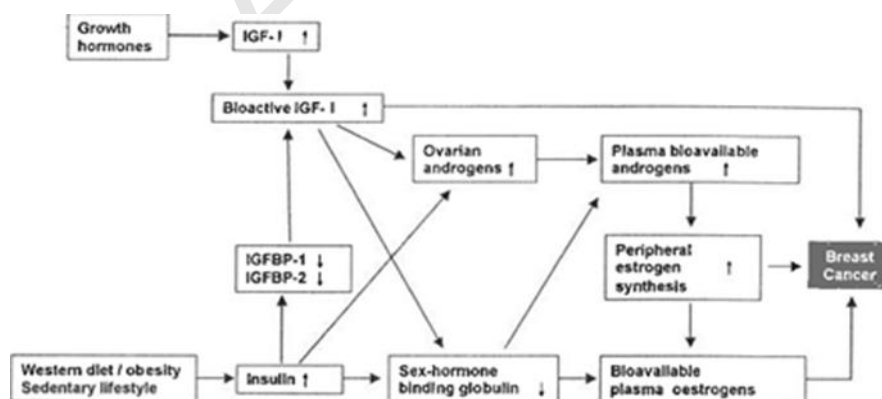 Growth
hormones
IGF-I ↑
Bioactive IGF-I ↑
Ovarian
androgens ↑
Plasma bioavailable
androgens ↑
IGFBP-1 ↓
IGFBP-2 ↓
Peripheral
estrogen ↑
synthesis
Breast
Cancer
Western diet / obesity
Sedentary lifestyle
Insulin ↑
Sex-hormone
binding globulin ↓
Bioavailable
plasma oestrogens